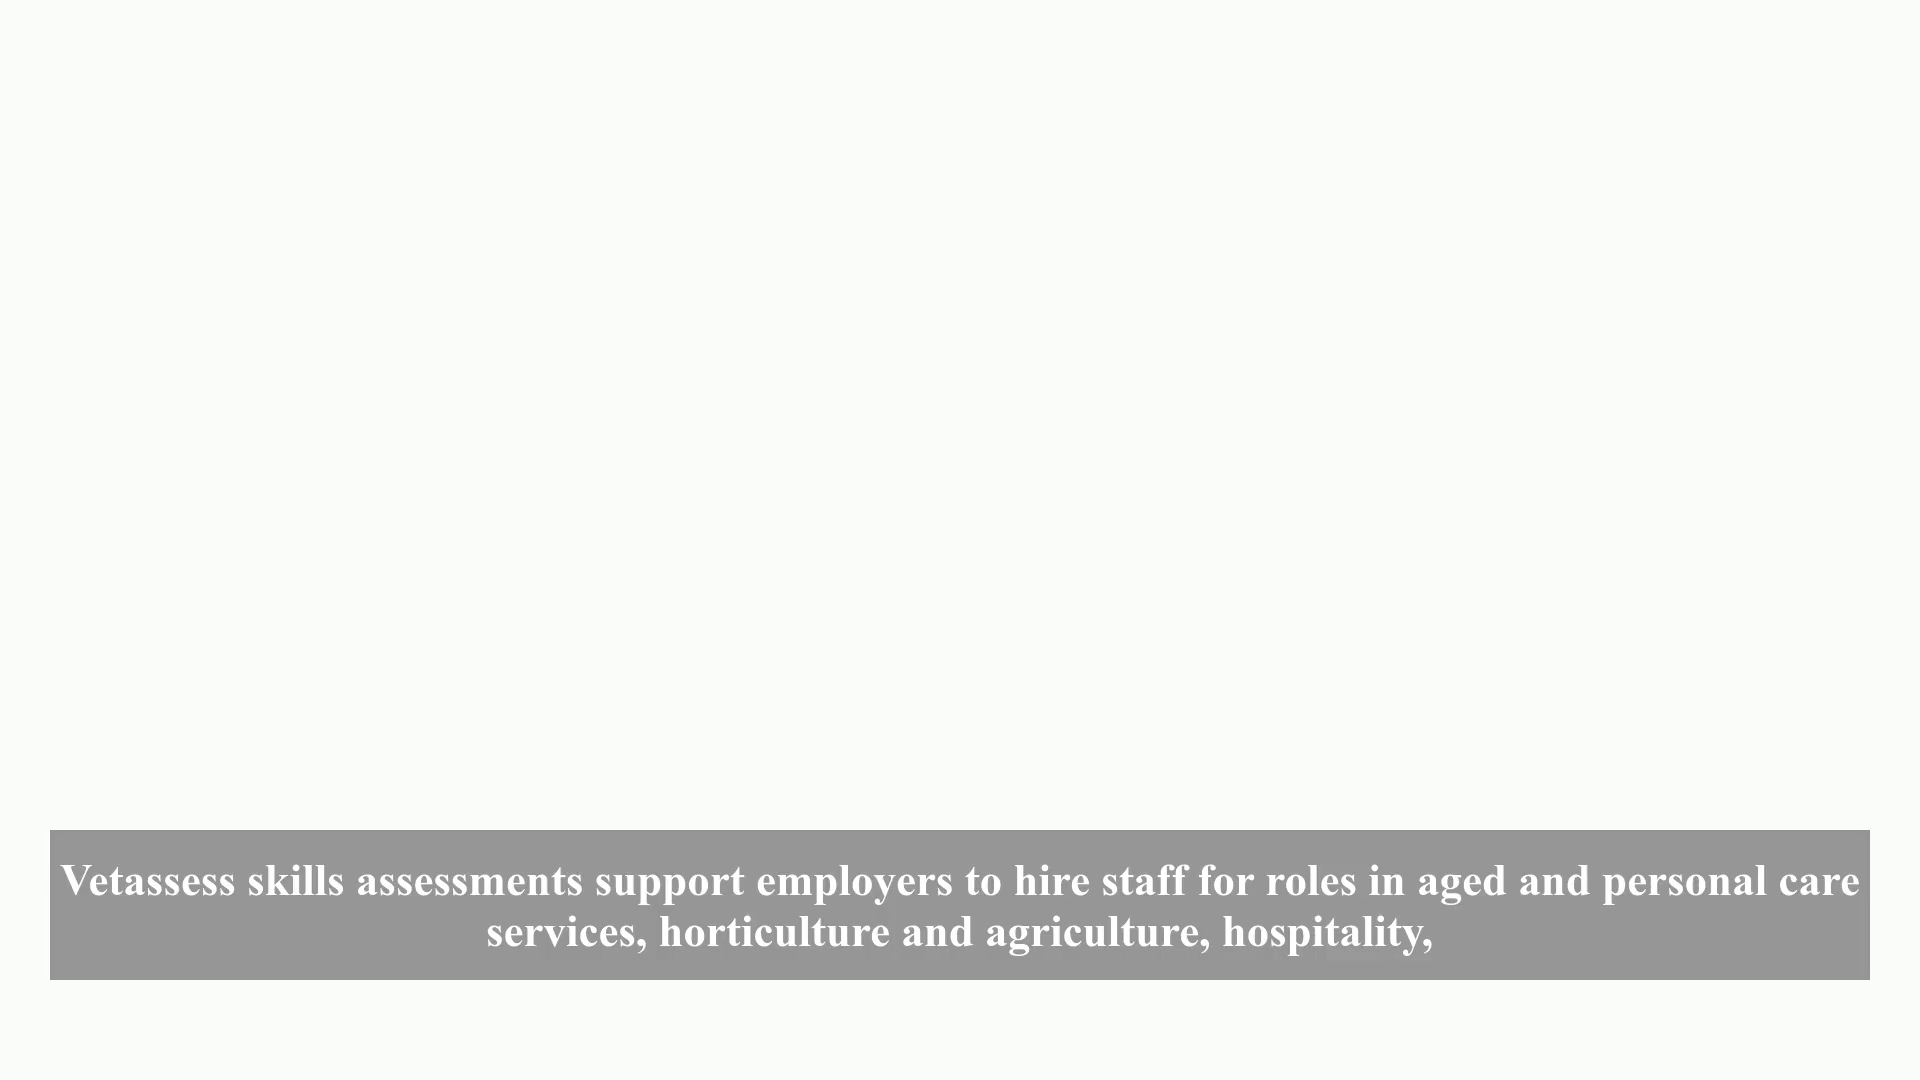 Vetassess skills assessments support employers to hire staff for roles in aged and personal care
services, horticulture and agriculture, hospitality,